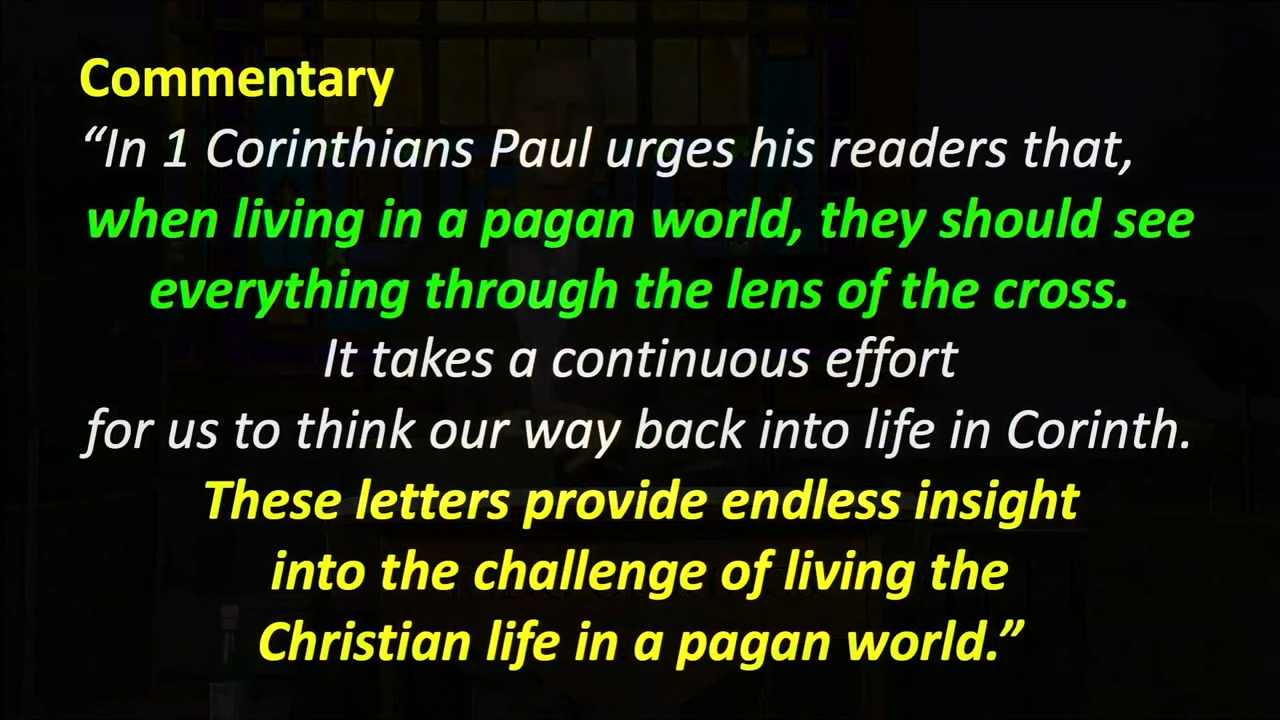 Commentary
“In 1 Corinthians Paul urges his readers that,
when living in a pagan world, they should see
everything through the lens of the cross.
It takes a continuous effort
for us to think our way back into life in Corinth.
These letters provide endless insight
into the challenge of living the
Christian life in a pagan world.”